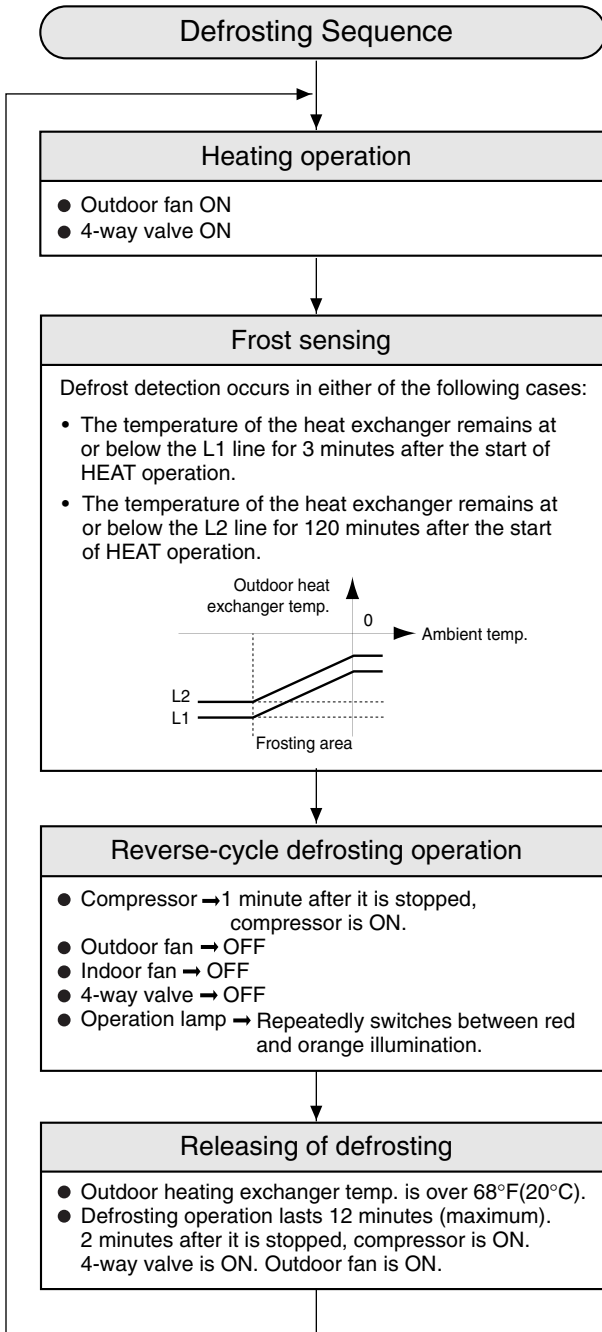 Defrosting Sequence
Heating operation
● Outdoor fan ON
● 4-way valve ON
Frost sensing
Defrost detection occurs in either of the following cases:
• The temperature of the heat exchanger remains at
or below the L1 line for 3 minutes after the start of
HEAT operation.
• The temperature of the heat exchanger remains at
or below the L2 line for 120 minutes after the start
of HEAT operation.
Outdoor heat
exchanger temp.
0
Ambient temp.
L2
L1
Frosting area
Reverse-cycle defrosting operation
● Compressor ➞1 minute after it is stopped,
compressor is ON.
● Outdoor fan ➞ OFF
● Indoor fan ➞ OFF
● 4-way valve ➞ OFF
● Operation lamp ➞ Repeatedly switches between red
and orange illumination.
Releasing of defrosting
● Outdoor heating exchanger temp. is over 68°F(20°C).
● Defrosting operation lasts 12 minutes (maximum).
2 minutes after it is stopped, compressor is ON.
4-way valve is ON. Outdoor fan is ON.